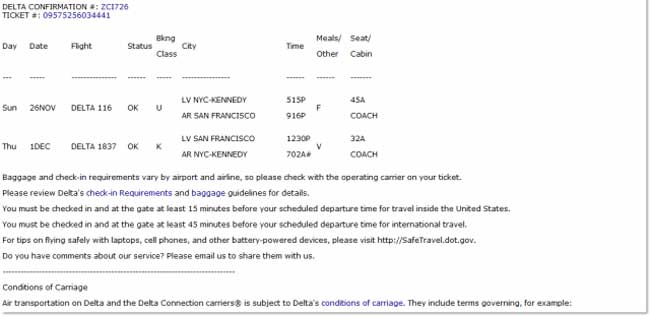 DELTA CONFIRMATION #: ZCI726
TICKET #: 09575256034441
Day Date Flight Status Bkng Class City Time Meals/ Other Seat/ Cabin
--- ----- --------------- ------ ----- ---------------- ------ ------ -------
Sun 26NOV DELTA 116 OK U LV NYC-KENNEDY 515P F 45A
AR SAN FRANCISCO 916P COACH
Thu 1DEC DELTA 1837 OK K LV SAN FRANCISCO 1230P V 32A
AR NYC-KENNEDY 702A# COACH
Baggage and check-in requirements vary by airport and airline, so please check with the operating carrier on your ticket.
Please review Delta's check-in Requirements and baggage guidelines for details.
You must be checked in and at the gate at least 15 minutes before your scheduled departure time for travel inside the United States.
You must be checked in and at the gate at least 45 minutes before your scheduled departure time for international travel.
For tips on flying safely with laptops, cell phones, and other battery-powered devices, please visit http://SafeTravel.dot.gov.
Do you have comments about our service? Please email us to share them with us.
------------------------------------------------------------------------------
Conditions of Carriage
Air transportation on Delta and the Delta Connection carriers® is subject to Delta's conditions of carriage. They include terms governing, for example: